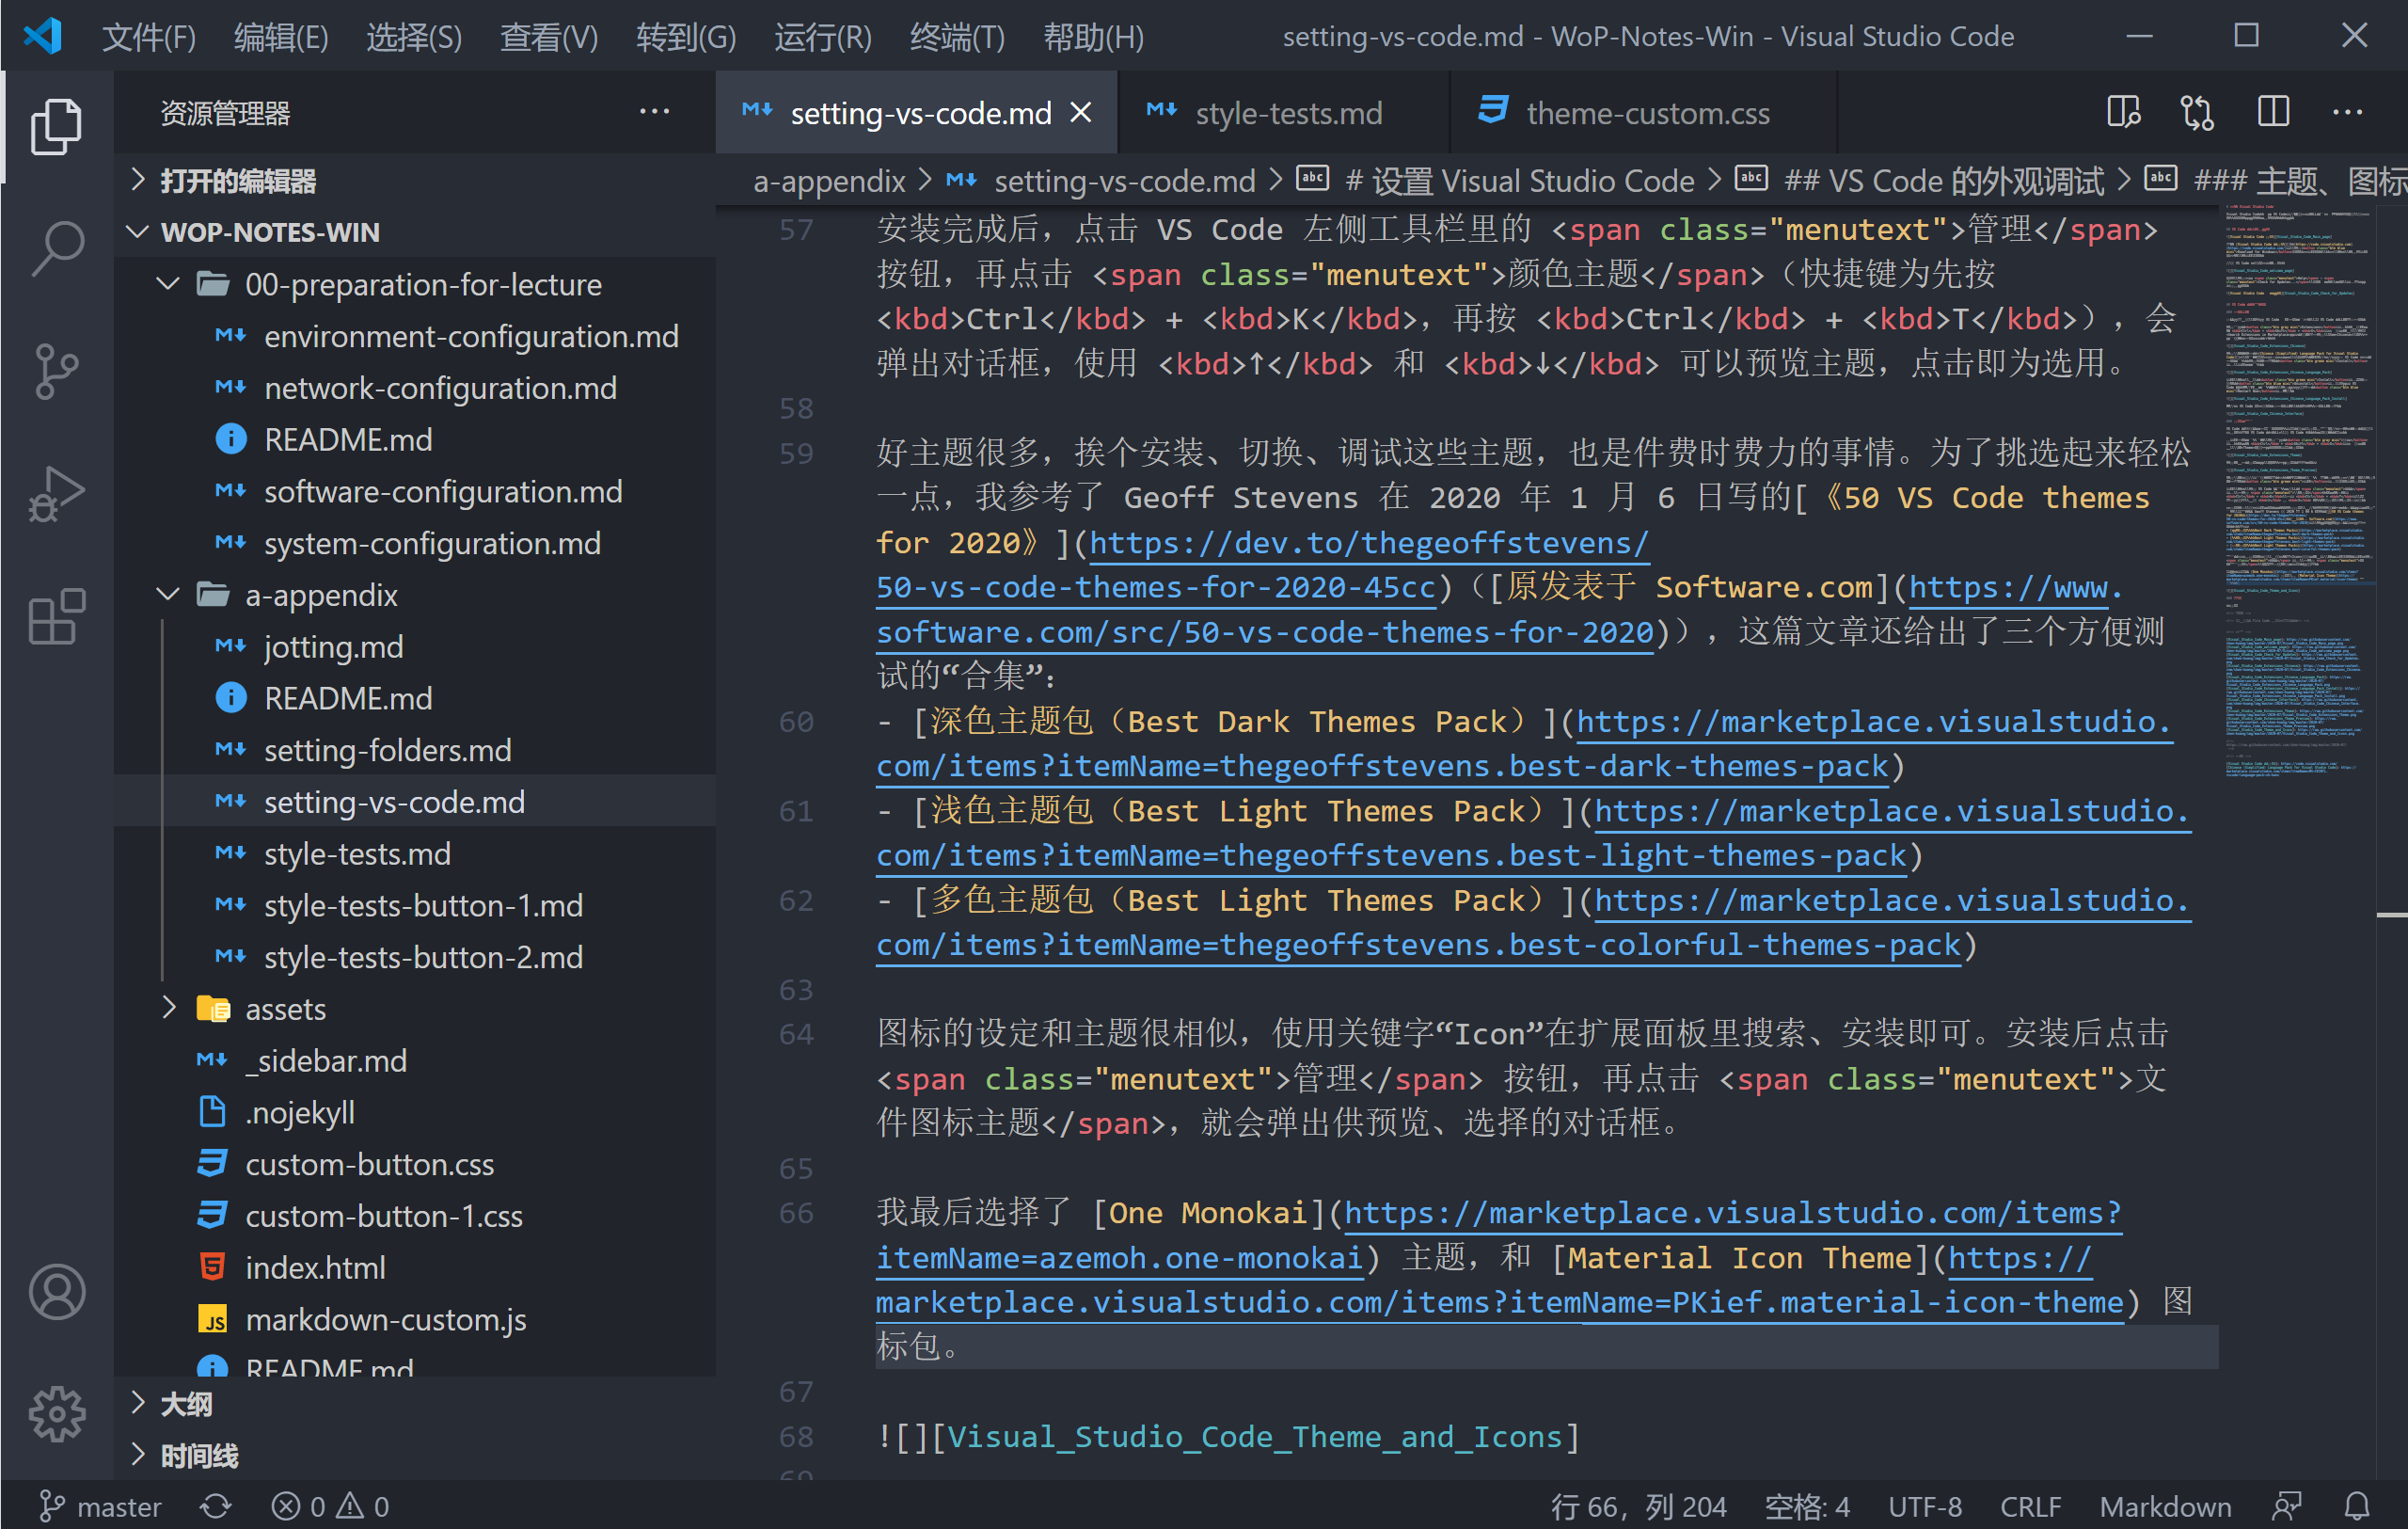 文件(F) 编辑(E) 选择(S) 查看(V) 转到(G) 运行(R) 终端(T) 帮助(H) setting-vs-code.md - WoP-Notes-Win - Visual Studio Code
资源管理器
打开的编辑器
WOP-NOTES-WIN
00-preparation-for-lecture
environment-configuration.md
network-configuration.md
README.md
software-configuration.md
system-configuration.md
a-appendix
jotting.md
README.md
setting-folders.md
setting-vs-code.md
style-tests.md
style-tests-button-1.md
style-tests-button-2.md
assets
_sidebar.md
.nojekyll
custom-button.css
custom-button-1.css
index.html
markdown-custom.js
README.md
大纲
时间线
setting-vs-code.md style-tests.md theme-custom.css
a-appendix > setting-vs-code.md > # 设置 Visual Studio Code > ## VS Code 的外观调试 > ### 主题、图标
57 安装完成后，点击 VS Code 左侧工具栏里的 <span class="menutext">管理</span>
按钮，再点击 <span class="menutext">颜色主题</span>（快捷键为先按
<kbd>Ctrl</kbd> + <kbd>K</kbd>，再按 <kbd>Ctrl</kbd> + <kbd>T</kbd>），会
弹出对话框，使用 <kbd>↑</kbd> 和 <kbd>↓</kbd> 可以预览主题，点击即为选用。
58
59 好主题很多，挨个安装、切换、调试这些主题，也是件费时费力的事情。为了挑选起来轻松
一点，我参考了 Geoff Stevens 在 2020 年 1 月 6 日写的[《50 VS Code themes
for 2020》](https://dev.to/thegeoffstevens/
50-vs-code-themes-for-2020-45cc)（[原发表于 Software.com](https://www.
software.com/src/50-vs-code-themes-for-2020)），这篇文章还给出了三个方便测
试的“合集”：
60 - [深色主题包（Best Dark Themes Pack）](https://marketplace.visualstudio.
com/items?itemName=thegeoffstevens.best-dark-themes-pack)
61 - [浅色主题包（Best Light Themes Pack）](https://marketplace.visualstudio.
com/items?itemName=thegeoffstevens.best-light-themes-pack)
62 - [多色主题包（Best Light Themes Pack）](https://marketplace.visualstudio.
com/items?itemName=thegeoffstevens.best-colorful-themes-pack)
63
64 图标的设定和主题很相似，使用关键字“Icon”在扩展面板里搜索、安装即可。安装后点击
<span class="menutext">管理</span> 按钮，再点击 <span class="menutext">文
件图标主题</span>，就会弹出供预览、选择的对话框。
65
66 我最后选择了 [One Monokai](https://marketplace.visualstudio.com/items?
itemName=azemoh.one-monokai) 主题，和 [Material Icon Theme](https://
marketplace.visualstudio.com/items?itemName=PKief.material-icon-theme) 图
标包。
67
68 ![][Visual_Studio_Code_Theme_and_Icons]
69
master 0 0 行 66，列 204 空格: 4 UTF-8 CRLF Markdown